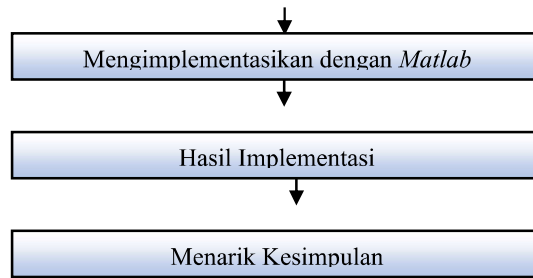 Mengimplementasikan dengan Matlab
Hasil Implementasi
Menarik Kesimpulan